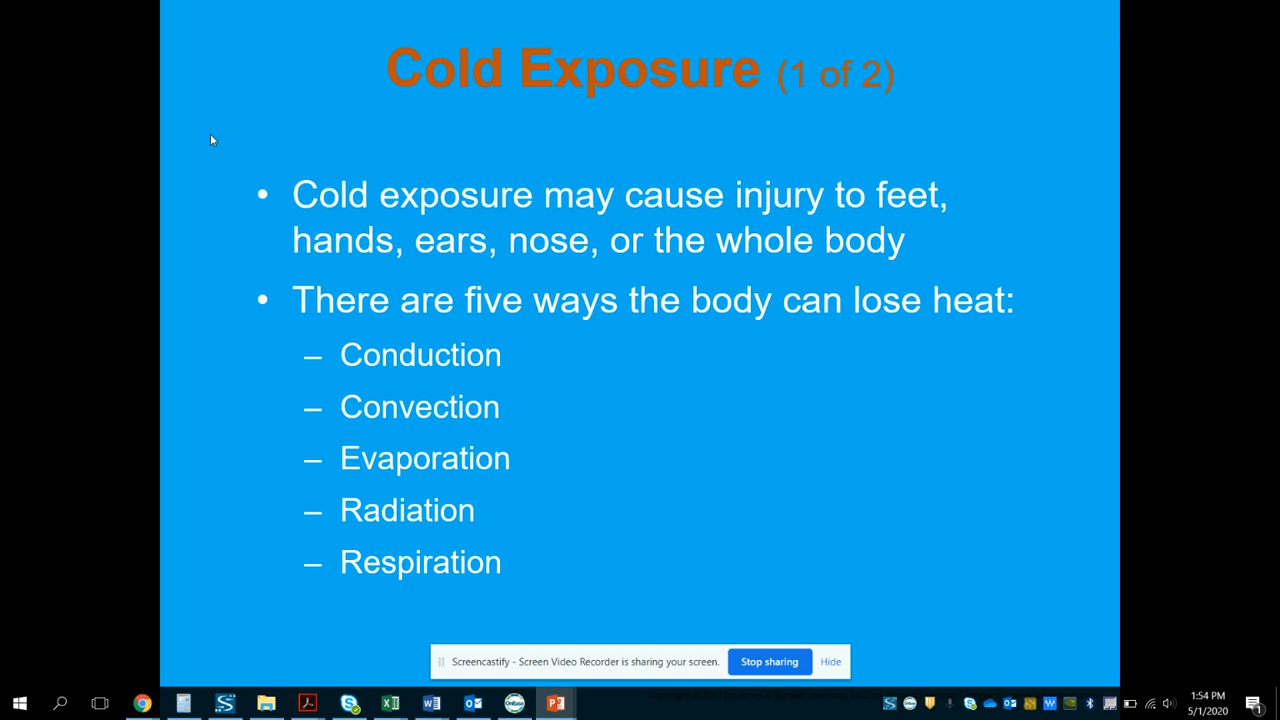 Cold Exposure (1 of 2)
• Cold exposure may cause injury to feet,
hands, ears, nose, or the whole body
• There are five ways the body can lose heat:
– Conduction
– Convection
– Evaporation
– Radiation
– Respiration
Screencastify - Screen Video Recorder is sharing your screen. Stop sharing Hide
1:54 PM
5/1/2020